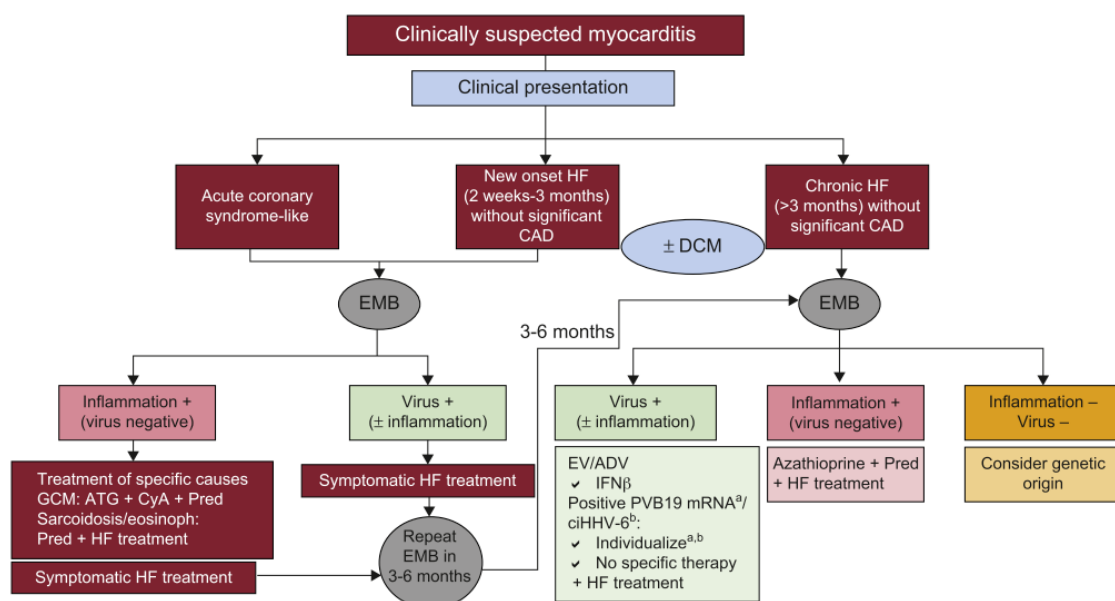 Clinically suspected myocarditis
Clinical presentation
Acute coronary
syndrome-like
New onset HF
(2 weeks-3 months)
without significant
CAD
± DCM
Chronic HF
(>3 months) without
significant CAD
EMB
EMB
3-6 months
Inflammation +
(virus negative)
Virus +
(± inflammation)
Virus +
(± inflammation)
Inflammation +
(virus negative)
Inflammation –
Virus –
Treatment of specific causes
GCM: ATG + CyA + Pred
Sarcoidosis/eosinoph:
Pred + HF treatment
Symptomatic HF treatment
Symptomatic HF treatment
Repeat
EMB in
3-6 months
EV/ADV
✓ IFNβ
Positive PVB19 mRNAᵃ/
ciHHV-6ᵇ:
✓ Individualizeᵃ,ᵇ
✓ No specific therapy
+ HF treatment
Azathioprine + Pred
+ HF treatment
Consider genetic
origin